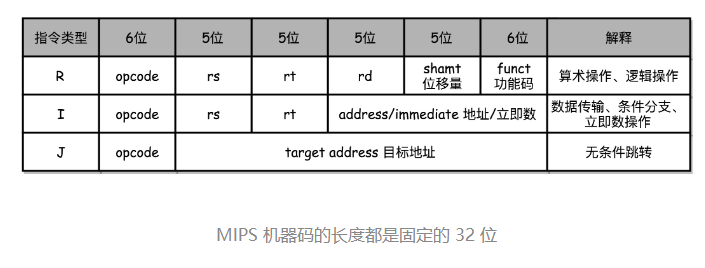 指令类型 6位 5位 5位 5位 5位 6位 解释
R opcode rs rt rd shamt 位移量 funct 功能码 算术操作、逻辑操作
I opcode rs rt address/immediate 地址/立即数 数据传输、条件分支、立即数操作
J opcode target address 目标地址 无条件跳转
MIPS 机器码的长度都是固定的 32 位